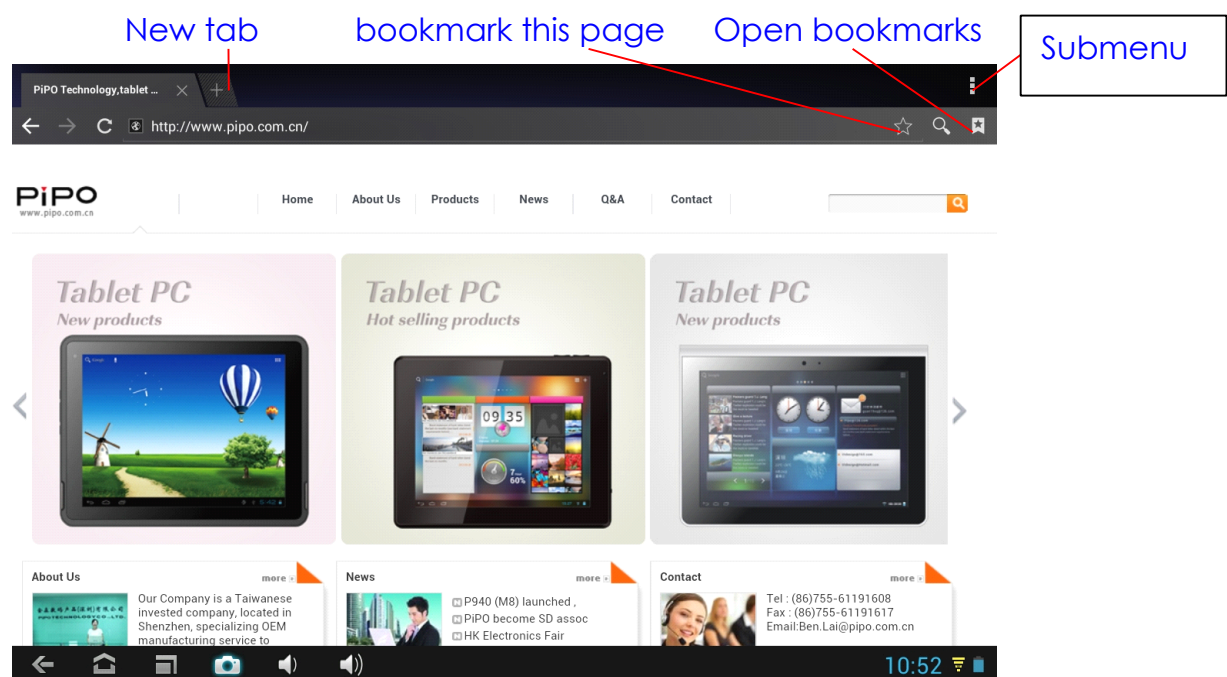 New tab
bookmark this page
Open bookmarks
Submenu
PiPO Technology,tablet ...
http://www.pipo.com.cn/
PiPO
www.pipo.com.cn
Home
About Us
Products
News
Q&A
Contact
Tablet PC
New products
Tablet PC
Hot selling products
Tablet PC
New products
09 35
60%
About Us
more
Our Company is a Taiwanese
invested company, located in
Shenzhen, specializing OEM
manufacturing service to
News
more
P940 (M8) launched ,
PiPO become SD assoc
HK Electronics Fair
Contact
more
Tel : (86)755-61191608
Fax : (86)755-61191617
Email:Ben.Lai@pipo.com.cn
10:52